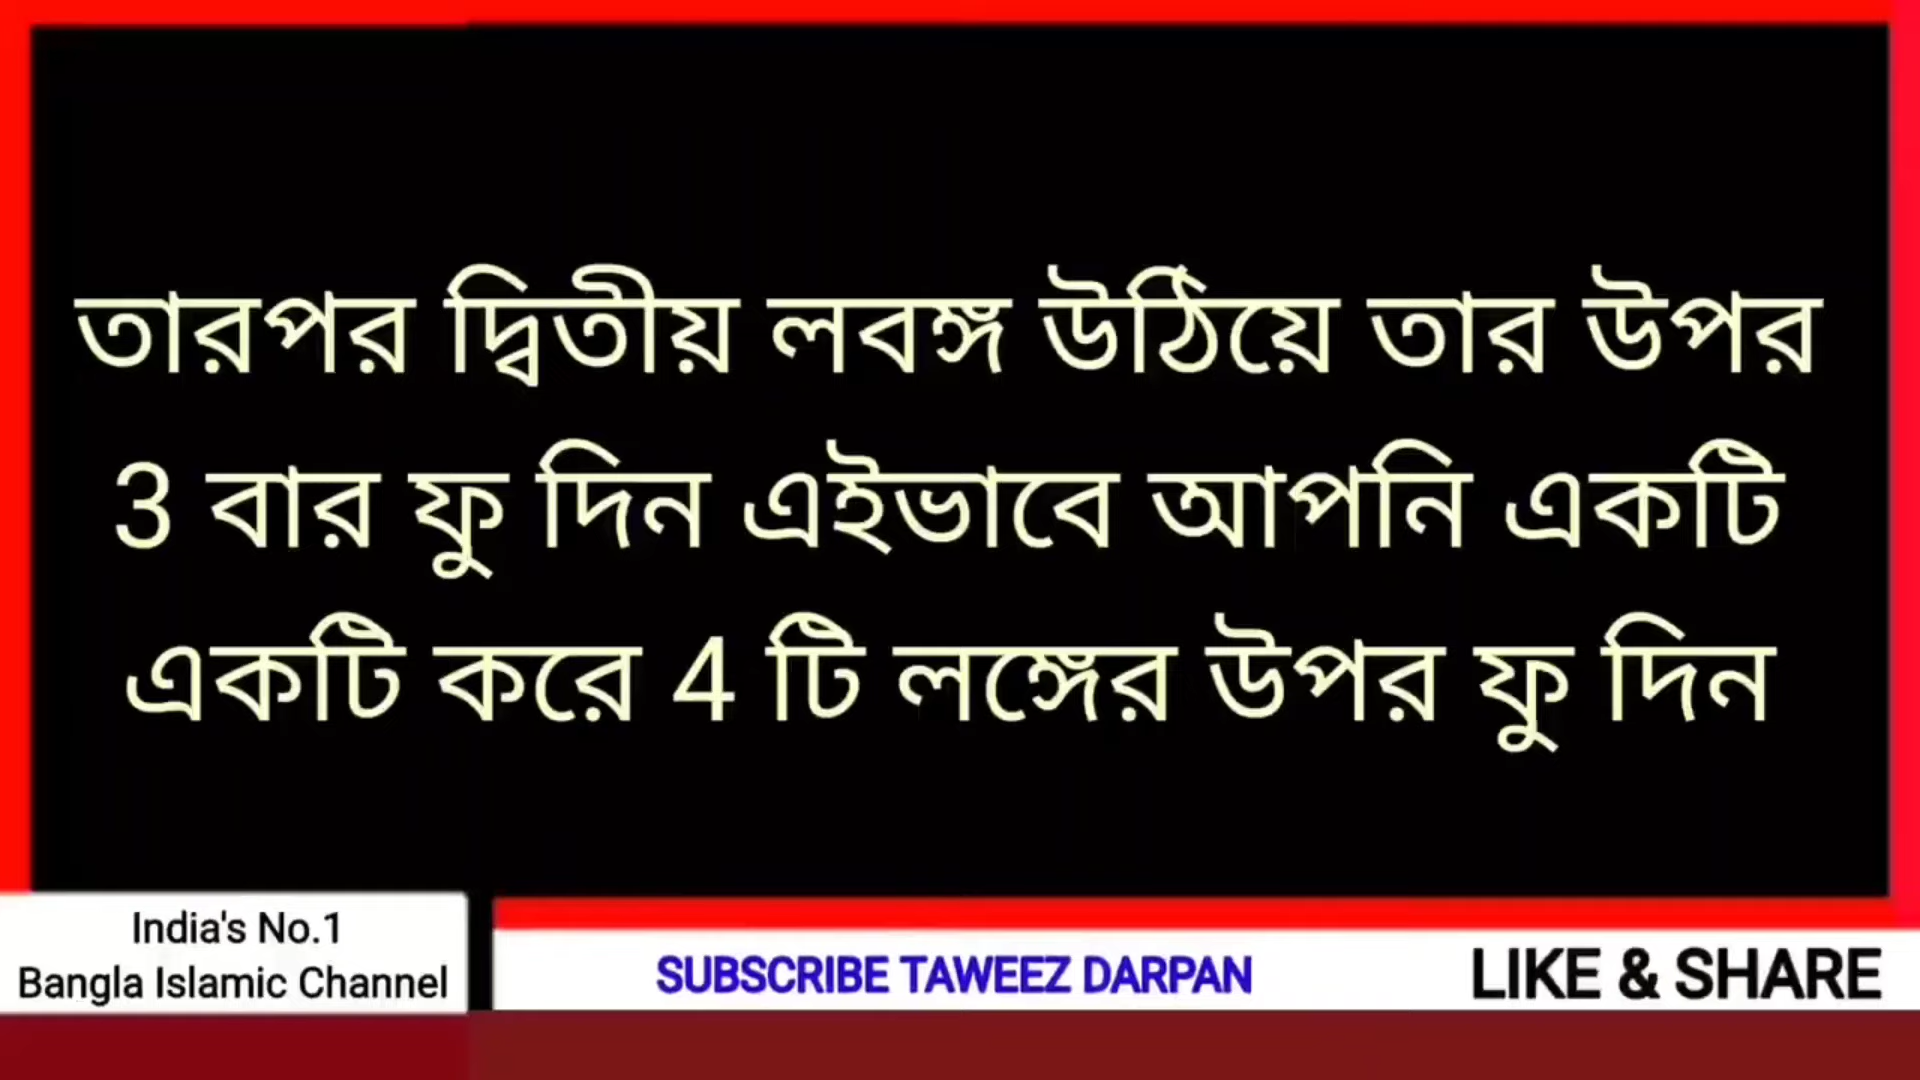 তারপর দ্বিতীয় লবঙ্গ উঠিয়ে তার উপর
3 বার ফু দিন এইভাবে আপনি একটি
একটি করে 4 টি লঙ্গের উপর ফু দিন
India's No.1
Bangla Islamic Channel
SUBSCRIBE TAWEEZ DARPAN
LIKE & SHARE